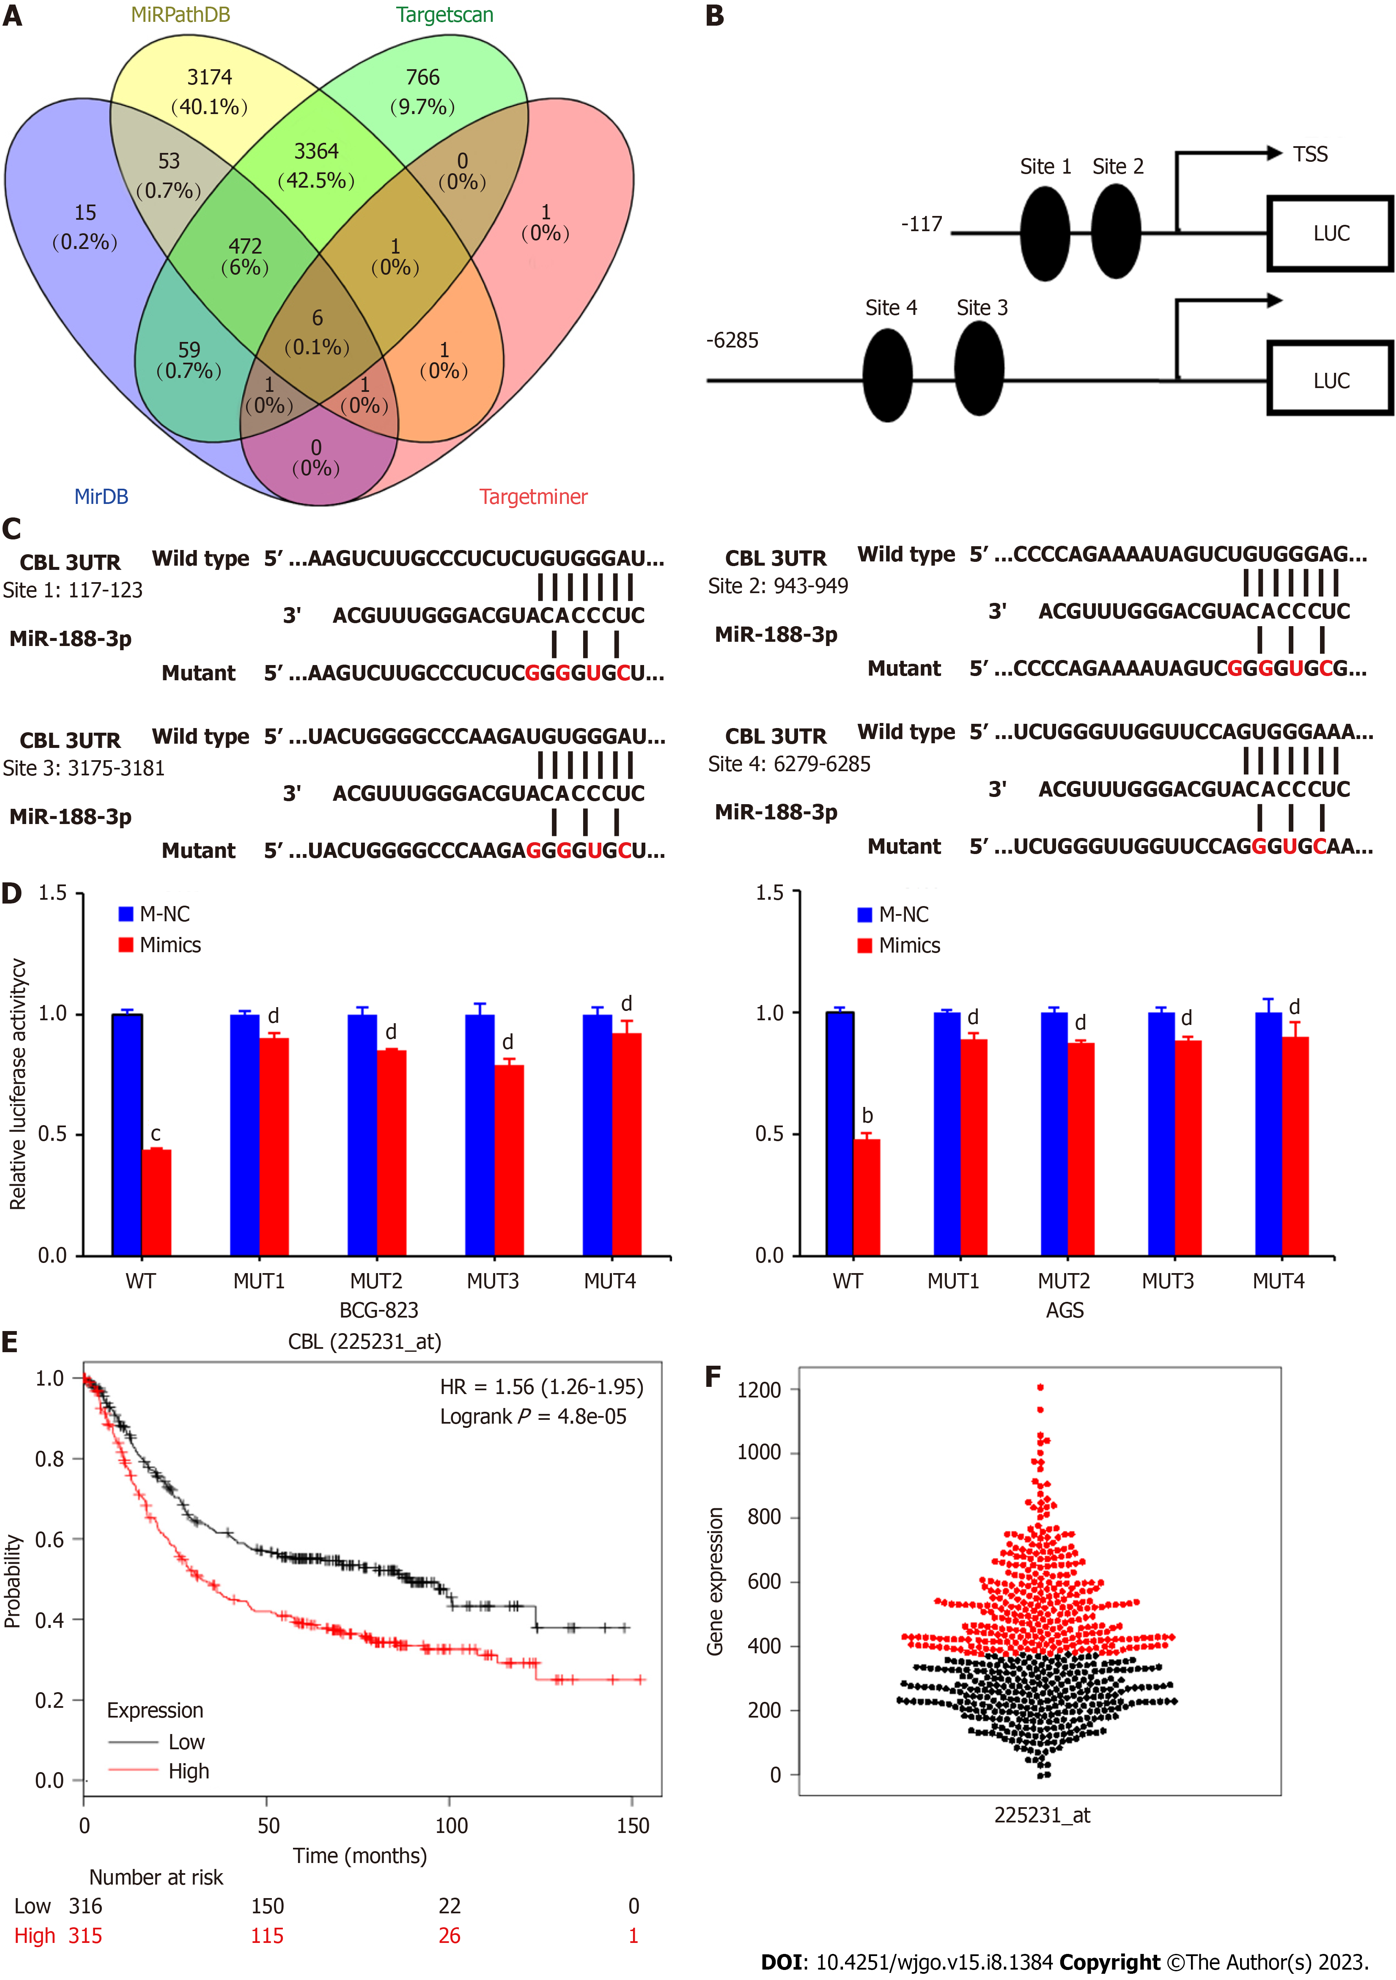 A
MiRPathDB
Targetscan
3174
(40.1%)
766
(9.7%)
53
(0.7%)
3364
(42.5%)
0
(0%)
15
(0.2%)
1
(0%)
472
(6%)
1
(0%)
6
(0.1%)
59
(0.7%)
1
(0%)
1
(0%)
1
(0%)
0
(0%)
MirDB
Targetminer
B
Site 1
Site 2
TSS
-117
LUC
Site 4
Site 3
-6285
LUC
C
CBL 3UTR
Wild type 5′ ...AAGUCUUGCCCUCUCUGUGGGAU...
Site 1: 117-123
3' ACGUUUGGGACGUACACCCUC
MiR-188-3p
Mutant 5′ ...AAGUCUUGCCCUCUCGGGGUGCU...
CBL 3UTR
Wild type 5′ ...CCCCAGAAAAUAGUCUGUGGGAG...
Site 2: 943-949
3' ACGUUUGGGACGUACACCCUC
MiR-188-3p
Mutant 5′ ...CCCCAGAAAAUAGUCGGGGUGCG...
CBL 3UTR
Wild type 5′ ...UACUGGGGCCCAAGAUGUGGGAU...
Site 3: 3175-3181
3' ACGUUUGGGACGUACACCCUC
MiR-188-3p
Mutant 5′ ...UACUGGGGCCCAAGAGGGGUGCU...
CBL 3UTR
Wild type 5′ ...UCUGGGUUGGUUCCAGUGGGAAA...
Site 4: 6279-6285
3' ACGUUUGGGACGUACACCCUC
MiR-188-3p
Mutant 5′ ...UCUGGGUUGGUUCCAGGGUGCAA...
D
Relative luciferase activitycv
1.5
1.0
0.5
0.0
M-NC
Mimics
c
d
d
d
d
WT
MUT1
MUT2
MUT3
MUT4
BCG-823
1.5
1.0
0.5
0.0
M-NC
Mimics
b
d
d
d
d
WT
MUT1
MUT2
MUT3
MUT4
AGS
E
CBL (225231_at)
HR = 1.56 (1.26-1.95)
Logrank P = 4.8e-05
Probability
1.0
0.8
0.6
0.4
0.2
0.0
Expression
Low
High
0
50
100
150
Time (months)
Number at risk
Low 316 150 22 0
High 315 115 26 1
F
Gene expression
1200
1000
800
600
400
200
0
225231_at
DOI: 10.4251/wjgo.v15.i8.1384 Copyright ©The Author(s) 2023.